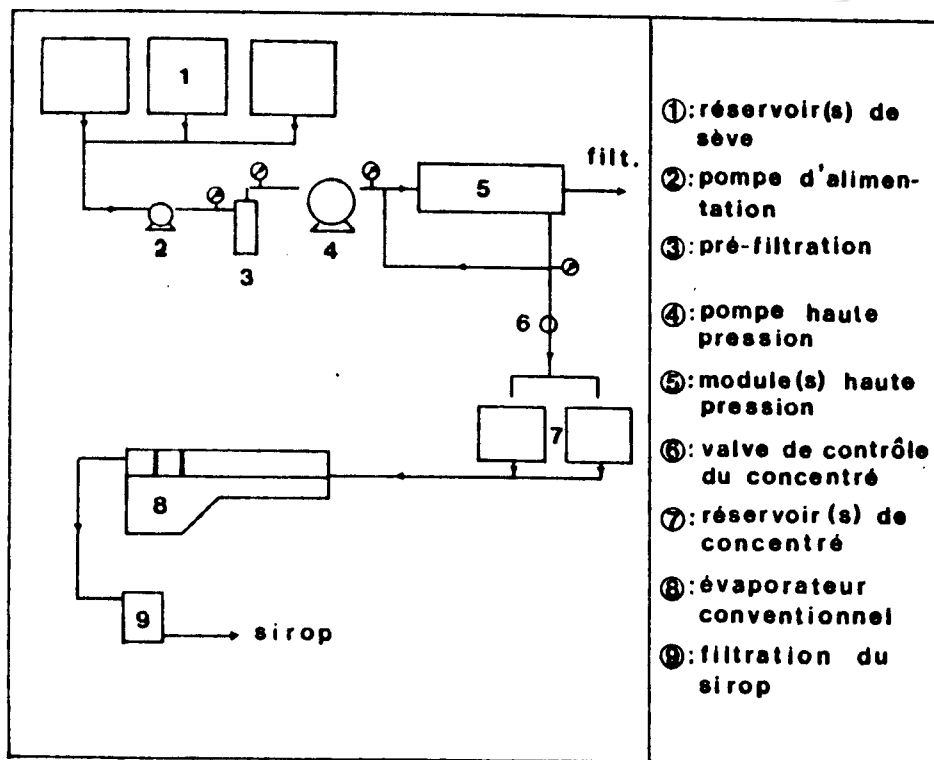 1
filt.
5
2
3
4
6
7
8
9
sirop
①: réservoir(s) de
sève
②: pompe d'alimen-
tation
③: pré-filtration
④: pompe haute
pression
⑤: module(s) haute
pression
⑥: valve de contrôle
du concentré
⑦: réservoir(s) de
concentré
⑧: évaporateur
conventionnel
⑨: filtration du
sirop